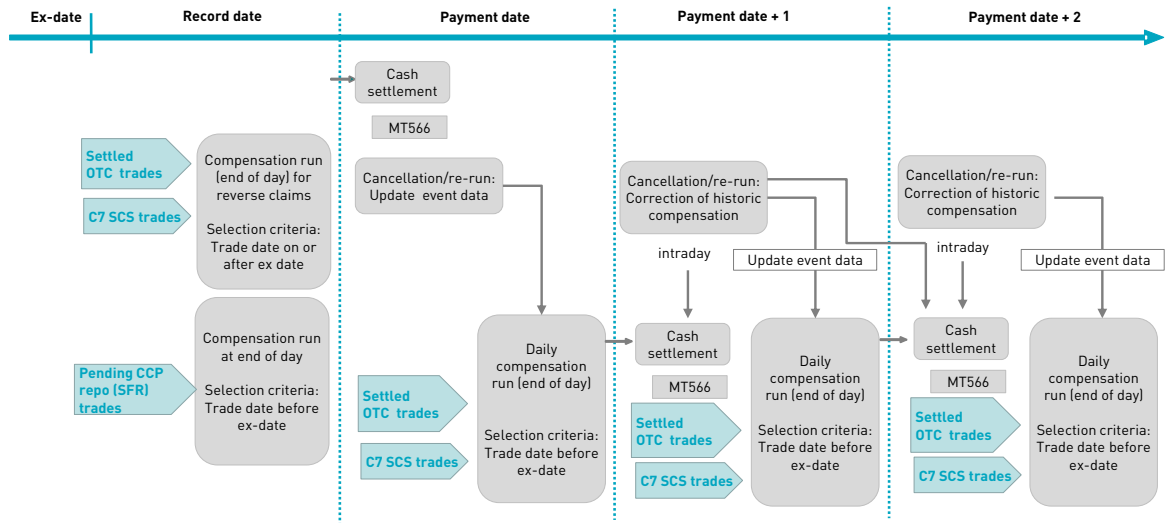 Ex-date
Record date
Payment date
Payment date + 1
Payment date + 2
Settled
OTC trades
C7 SCS trades
Compensation run
(end of day) for
reverse claims
Selection criteria:
Trade date on or
after ex date
Pending CCP
repo (SFR)
trades
Compensation run
at end of day
Selection criteria:
Trade date before
ex-date
Cash
settlement
MT566
Cancellation/re-run:
Update event data
Settled
OTC trades
C7 SCS trades
Daily
compensation
run (end of day)
Selection criteria:
Trade date before
ex-date
Cancellation/re-run:
Correction of historic
compensation
intraday
Update event data
Cash
settlement
MT566
Settled
OTC trades
C7 SCS trades
Daily
compensation
run (end of day)
Selection criteria:
Trade date before
ex-date
Cancellation/re-run:
Correction of historic
compensation
intraday
Update event data
Cash
settlement
MT566
Settled
OTC trades
C7 SCS trades
Daily
compensation
run (end of day)
Selection criteria:
Trade date before
ex-date